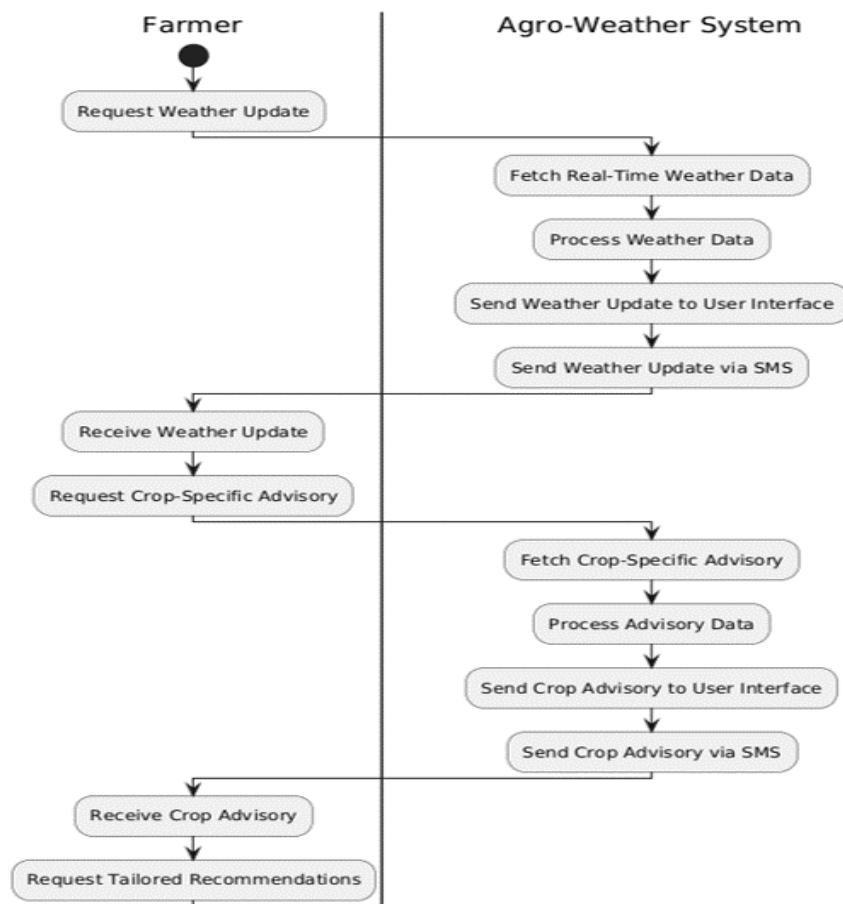 Farmer
Agro-Weather System
Request Weather Update
Fetch Real-Time Weather Data
Process Weather Data
Send Weather Update to User Interface
Send Weather Update via SMS
Receive Weather Update
Request Crop-Specific Advisory
Fetch Crop-Specific Advisory
Process Advisory Data
Send Crop Advisory to User Interface
Send Crop Advisory via SMS
Receive Crop Advisory
Request Tailored Recommendations